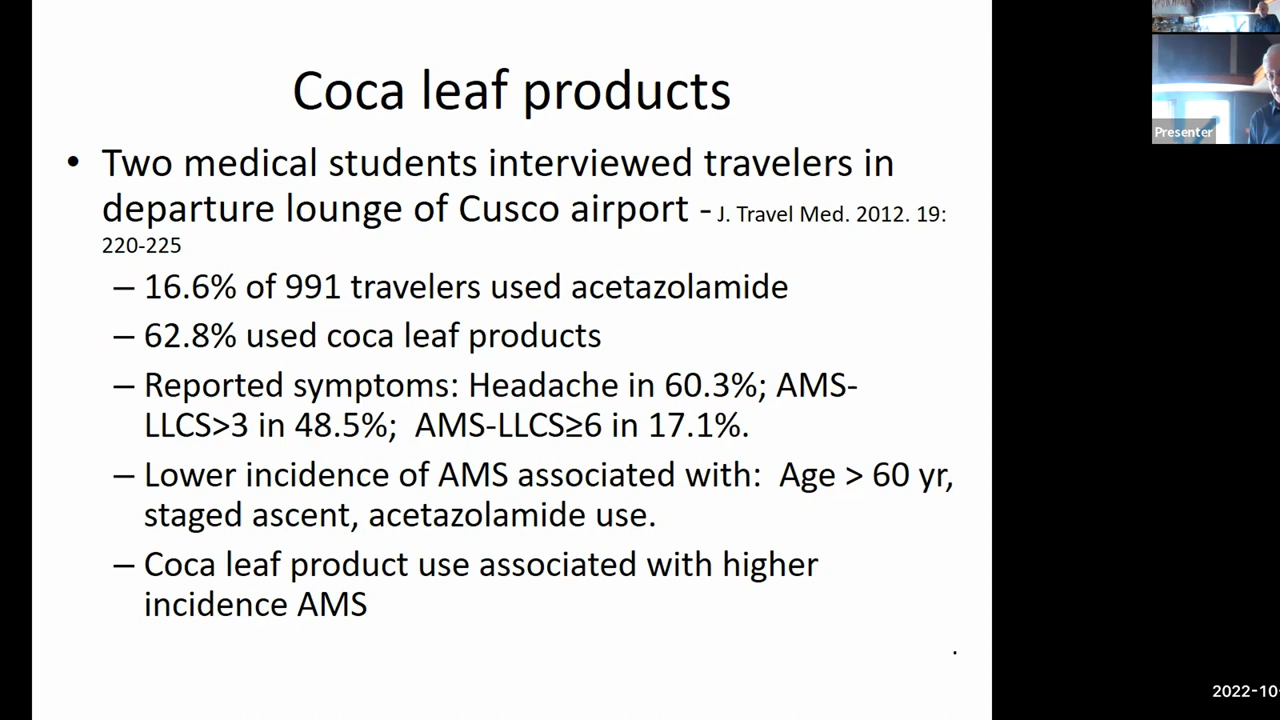 Coca leaf products
• Two medical students interviewed travelers in
departure lounge of Cusco airport - J. Travel Med. 2012. 19:
220-225
– 16.6% of 991 travelers used acetazolamide
– 62.8% used coca leaf products
– Reported symptoms: Headache in 60.3%; AMS-
LLCS>3 in 48.5%;  AMS-LLCS≥6 in 17.1%.
– Lower incidence of AMS associated with:  Age > 60 yr,
staged ascent, acetazolamide use.
– Coca leaf product use associated with higher
incidence AMS
.
Presenter
2022-10-